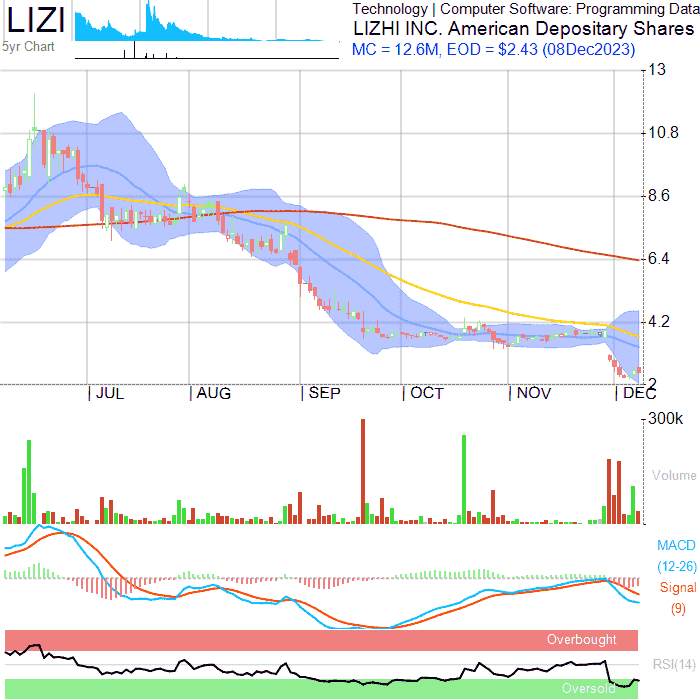 LIZI
5yr Chart
Technology | Computer Software: Programming Data
LIZHI INC. American Depositary Shares
MC = 12.6M, EOD = $2.43 (08Dec2023)
13
10.8
8.6
6.4
4.2
2
JUL AUG SEP OCT NOV DEC
300k
Volume
MACD
(12-26)
Signal
(9)
Overbought
RSI(14)
Oversold